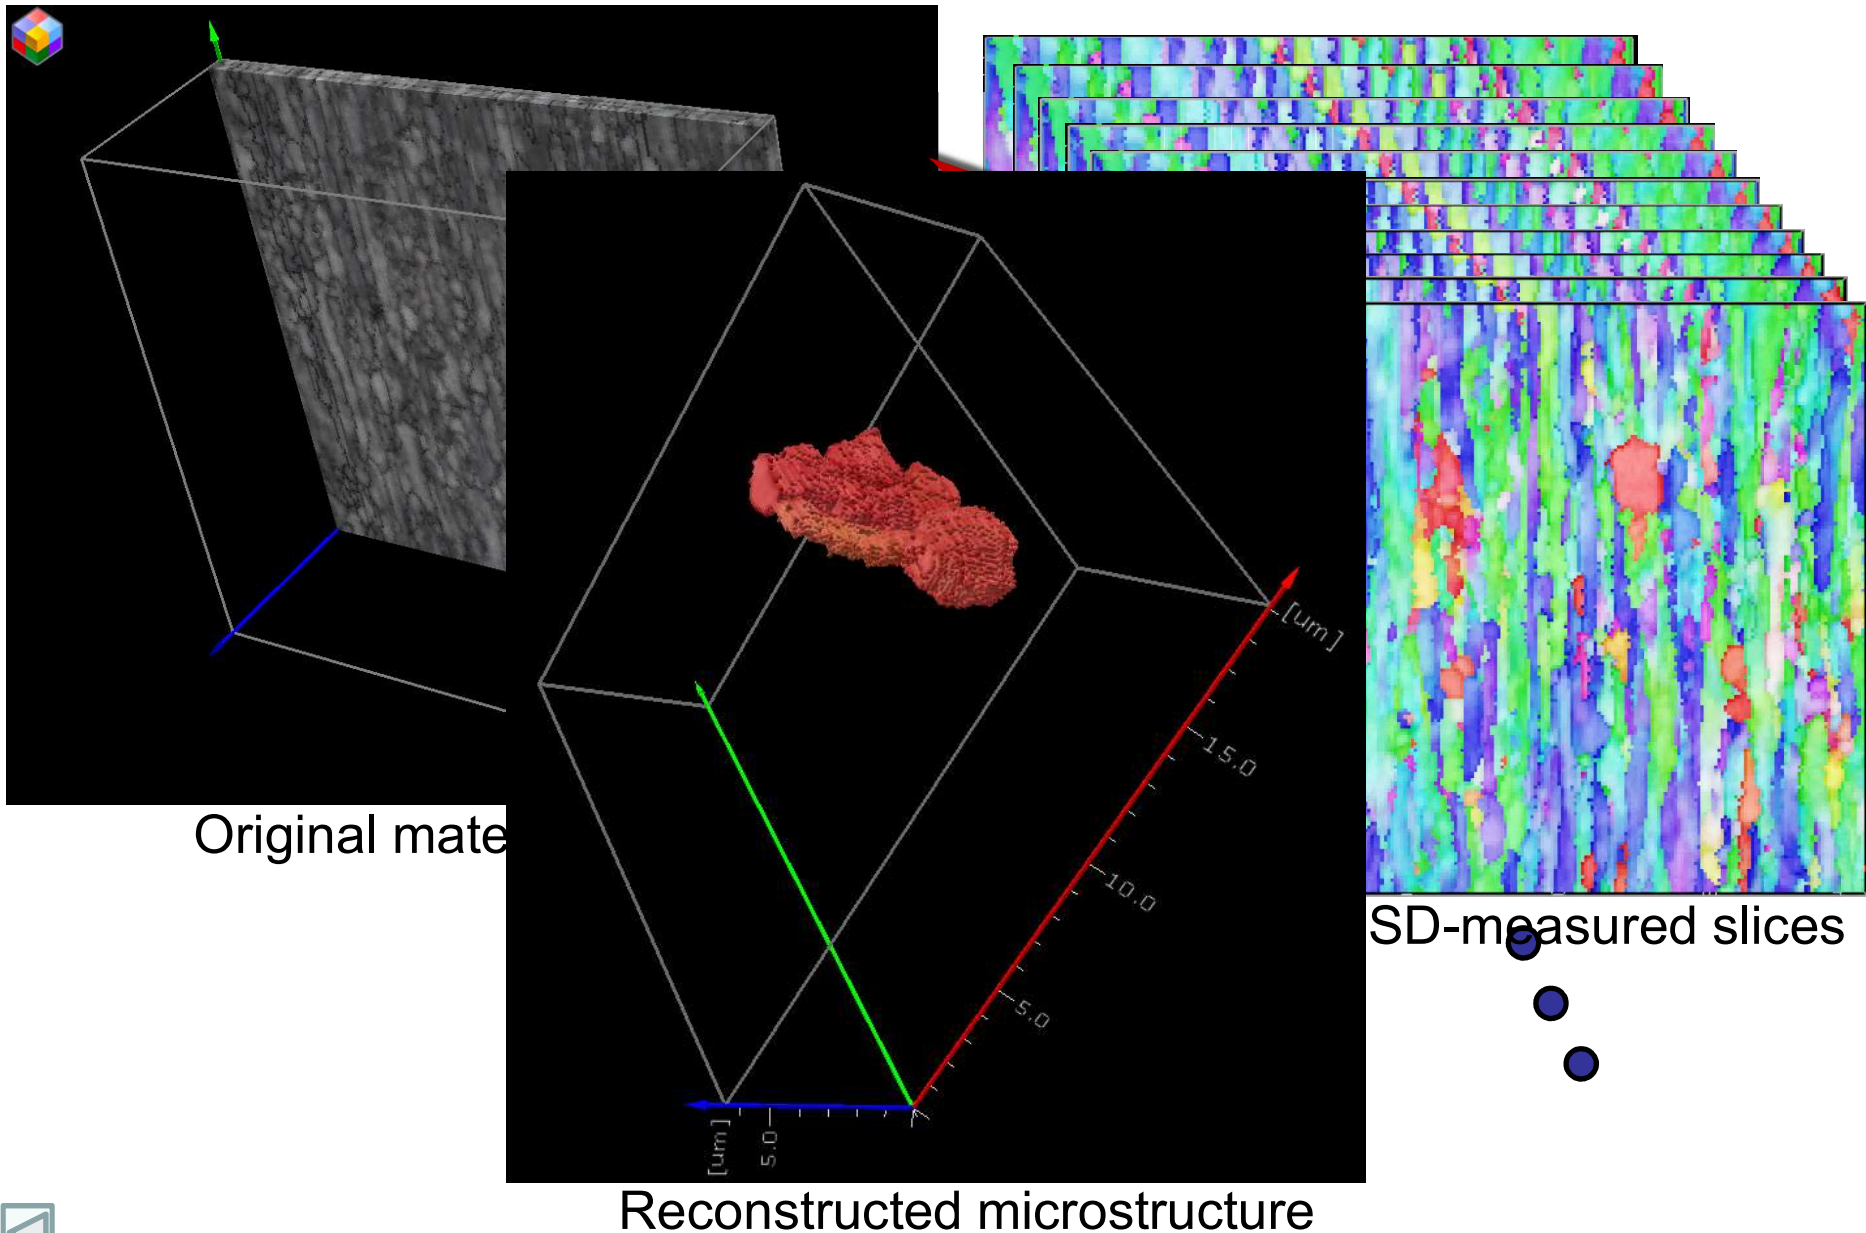 [um]
15.0
10.0
5.0
[um]
5.0
Original mate
SD-measured slices
Reconstructed microstructure